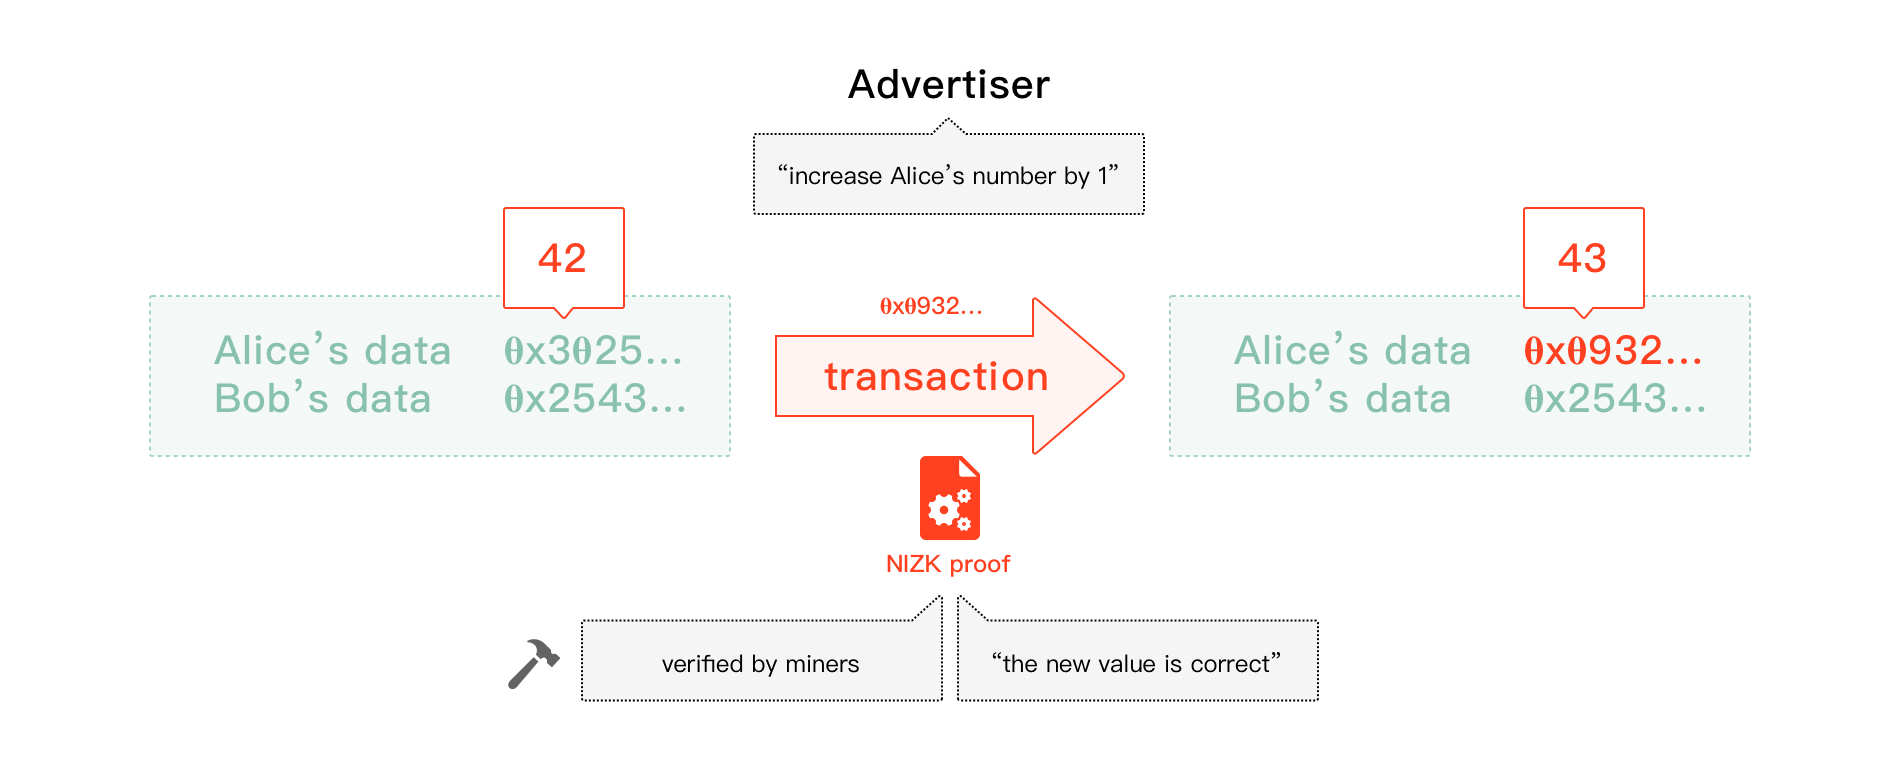 Advertiser
“increase Alice’s number by 1”
42
43
Alice’s data 0x3025...
Bob’s data 0x2543...
0x0932...
transaction
Alice’s data 0x0932...
Bob’s data 0x2543...
NIZK proof
verified by miners
“the new value is correct”